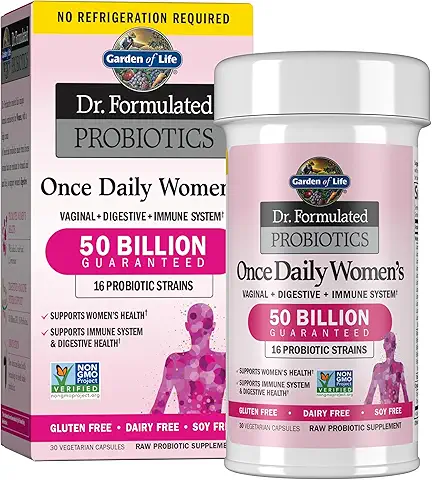 NO REFRIGERATION REQUIRED
Garden of Life
Dr. Formulated
PROBIOTICS
Once Daily Women
VAGINAL + DIGESTIVE + IMMUNE SYSTEM†
50 BILLION
GUARANTEED
16 PROBIOTIC STRAINS
✓ SUPPORTS WOMEN'S HEALTH†
✓ SUPPORTS IMMUNE SYSTEM
& DIGESTIVE HEALTH†
NON
GMO
Project
VERIFIED
nongmoproject.org
GLUTEN FREE • DAIRY FREE • SOY FREE
30 VEGETARIAN CAPSULES RAW PROBIOTIC SUPPLEMENT
Garden of Life
Dr. Formulated
PROBIOTICS
Once Daily Women's
VAGINAL + DIGESTIVE + IMMUNE SYSTEM†
50 BILLION
GUARANTEED
16 PROBIOTIC STRAINS
✓ SUPPORTS WOMEN'S HEALTH†
✓ SUPPORTS IMMUNE SYSTEM
& DIGESTIVE HEALTH†
NON
GMO
Project
VERIFIED
nongmoproject.org
GLUTEN FREE • DAIRY FREE • SOY FREE
30 VEGETARIAN CAPSULES RAW PROBIOTIC SUPPLEMENT